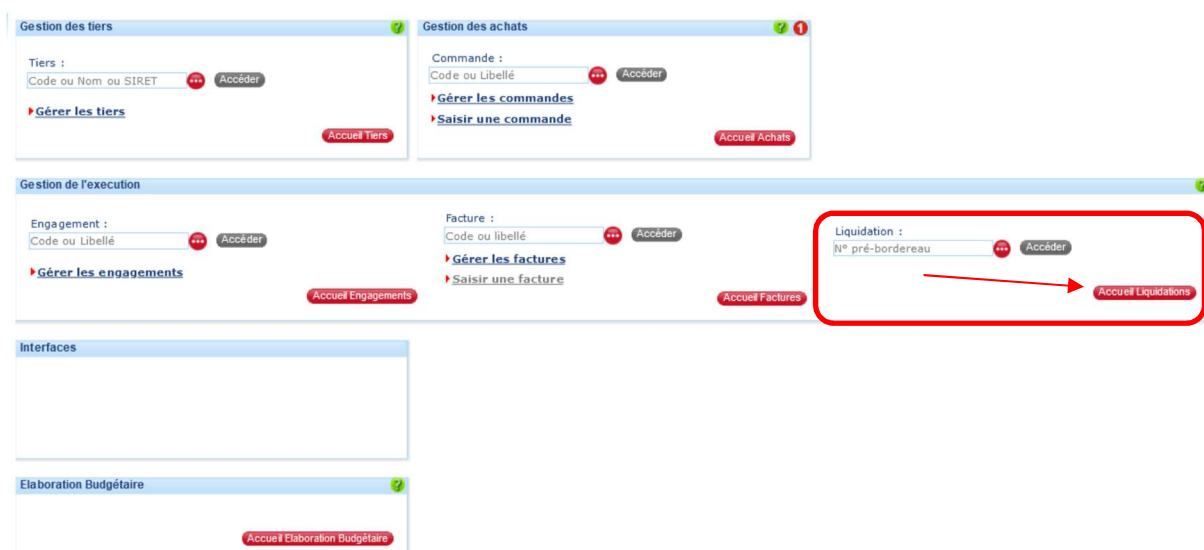 Gestion des tiers
Tiers :
Code ou Nom ou SIRET
Accéder
Gérer les tiers
Accueil Tiers
Gestion des achats
1
Commande :
Code ou Libellé
Accéder
Gérer les commandes
Saisir une commande
Accueil Achats
Gestion de l'execution
Engagement :
Code ou Libellé
Accéder
Gérer les engagements
Accueil Engagements
Facture :
Code ou libellé
Accéder
Gérer les factures
Saisir une facture
Accueil Factures
Liquidation :
N° pré-bordereau
Accéder
Accueil Liquidations
Interfaces
Elaboration Budgétaire
Accueil Elaboration Budgétaire